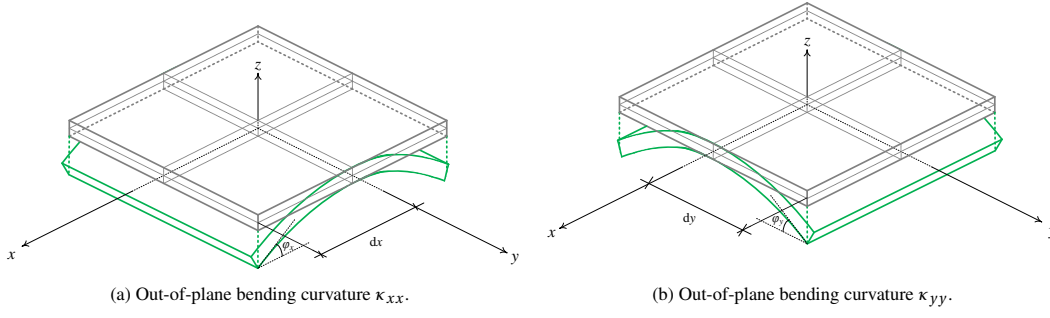 z
φx
dx
x
y
(a) Out-of-plane bending curvature κxx.
z
dy
φy
x
(b) Out-of-plane bending curvature κyy.